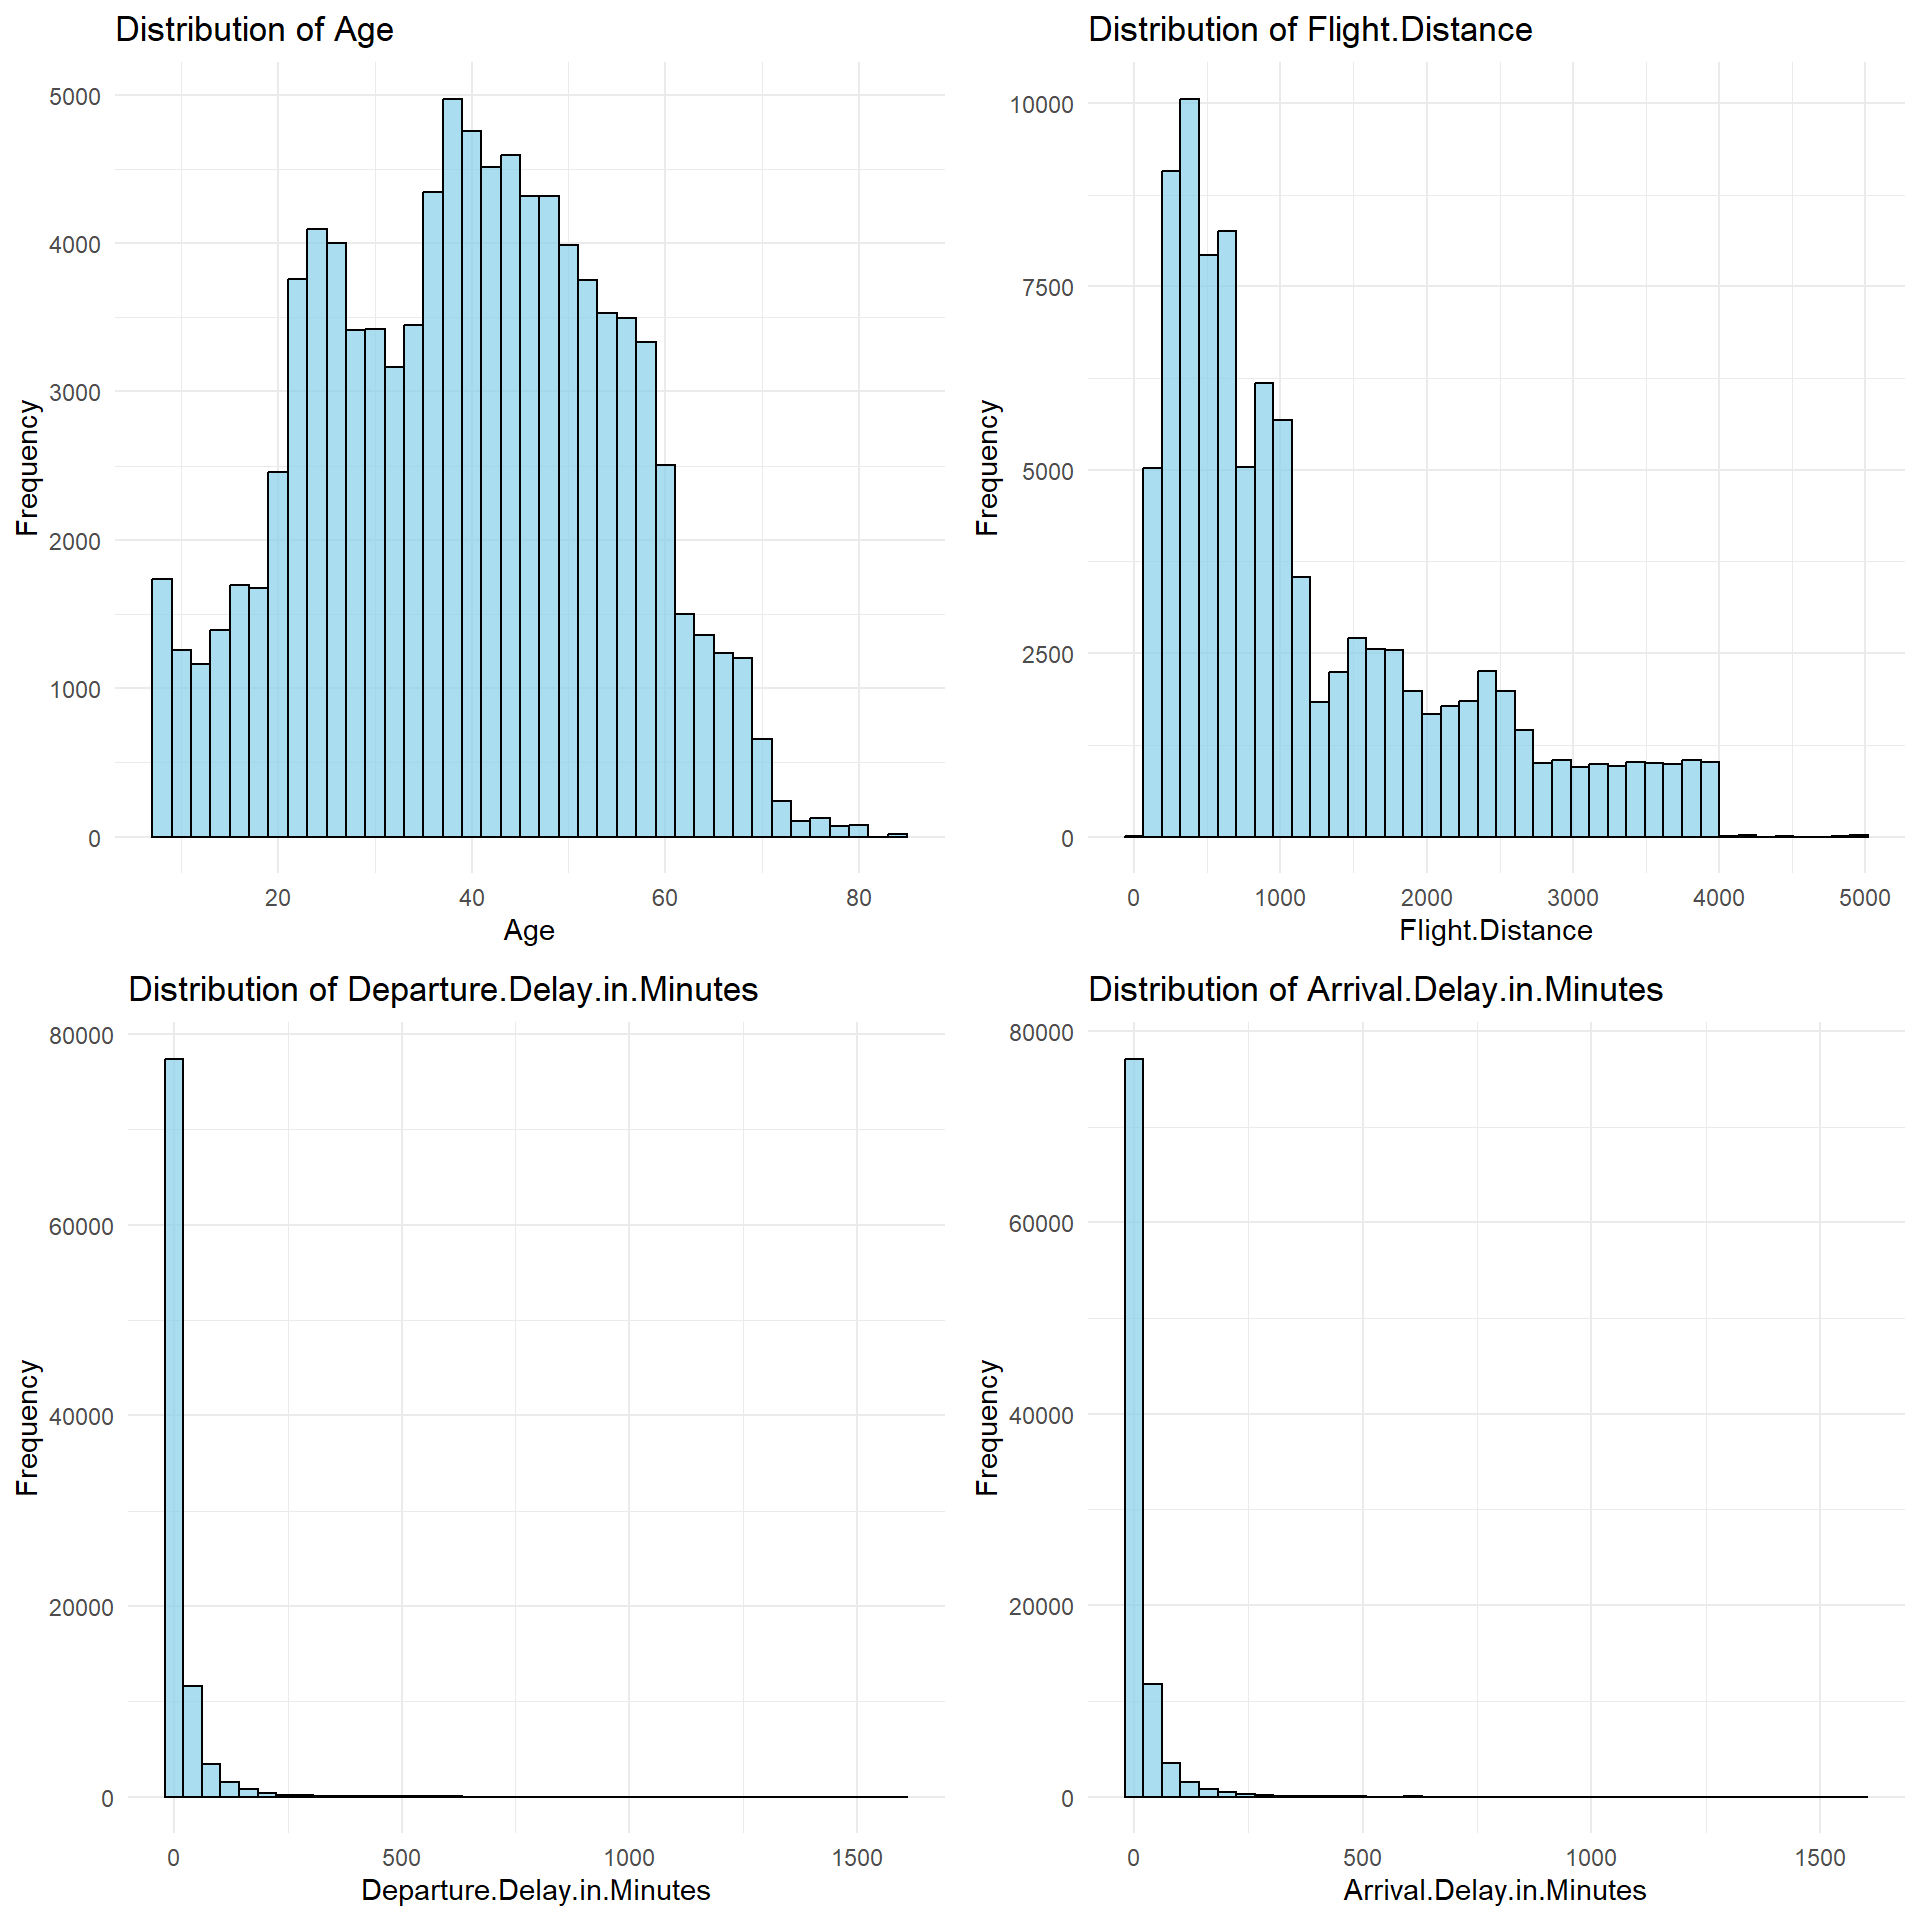 Distribution of Age
Frequency
5000
4000
3000
2000
1000
0
20 40 60 80
Age
Distribution of Flight.Distance
Frequency
10000
7500
5000
2500
0
0 1000 2000 3000 4000 5000
Flight.Distance
Distribution of Departure.Delay.in.Minutes
Frequency
80000
60000
40000
20000
0
0 500 1000 1500
Departure.Delay.in.Minutes
Distribution of Arrival.Delay.in.Minutes
Frequency
80000
60000
40000
20000
0
0 500 1000 1500
Arrival.Delay.in.Minutes